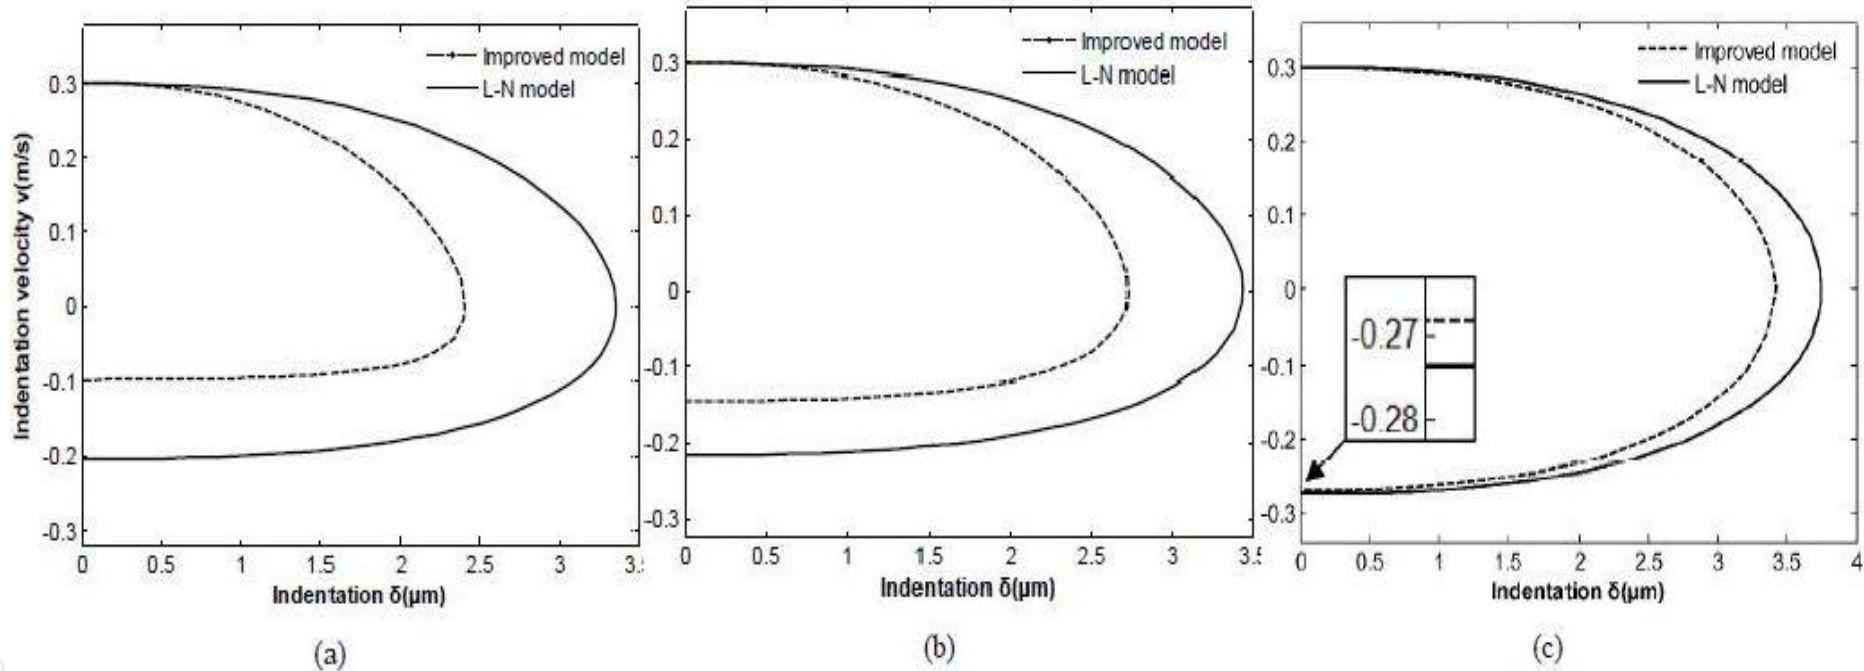 Improved model
L-N model
0.3
0.2
0.1
0
-0.1
-0.2
-0.3
Indentation velocity v(m/s)
0 0.5 1 1.5 2 2.5 3 3.
Indentation δ(μm)
(a)
Improved model
L-N model
0.3
0.2
0.1
0
-0.1
-0.2
-0.3
0 0.5 1 1.5 2 2.5 3 3.5
Indentation δ(μm)
(b)
Improved model
L-N model
0.3
0.2
0.1
0
-0.1
-0.2
-0.3
-0.27
-0.28
0 0.5 1 1.5 2 2.5 3 3.5 4
Indentation δ(μm)
(c)